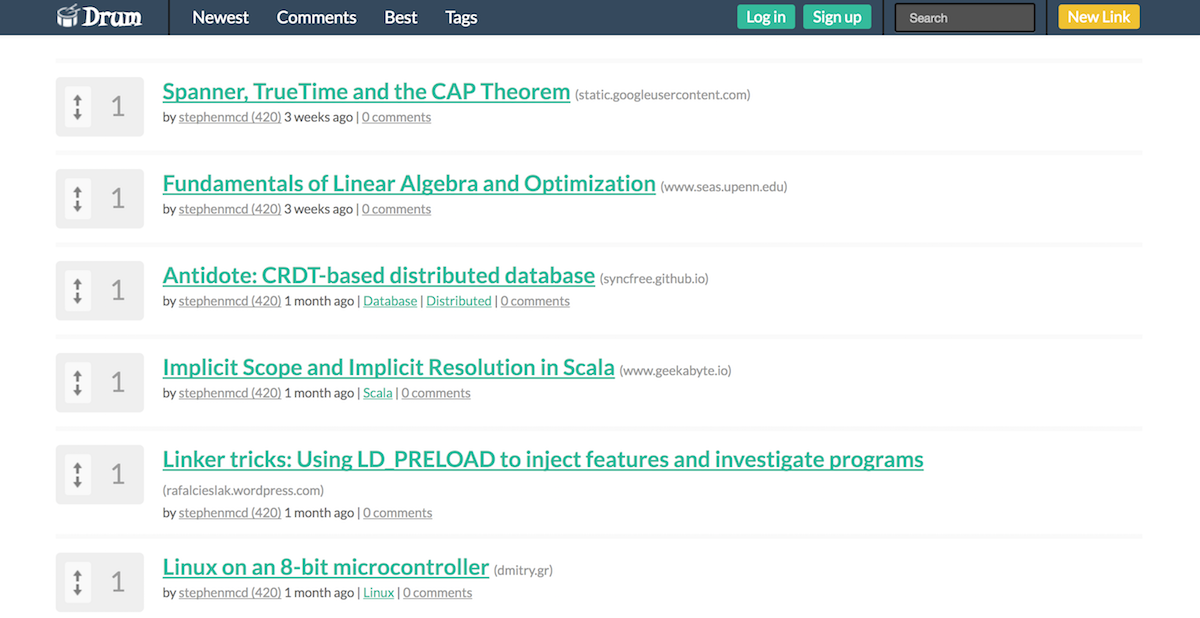 Drum Newest Comments Best Tags Log in Sign up Search New Link
1 Spanner, TrueTime and the CAP Theorem (static.googleusercontent.com)
by stephenmcd (420) 3 weeks ago | 0 comments
1 Fundamentals of Linear Algebra and Optimization (www.seas.upenn.edu)
by stephenmcd (420) 3 weeks ago | 0 comments
1 Antidote: CRDT-based distributed database (syncfree.github.io)
by stephenmcd (420) 1 month ago | Database | Distributed | 0 comments
1 Implicit Scope and Implicit Resolution in Scala (www.geekabyte.io)
by stephenmcd (420) 1 month ago | Scala | 0 comments
1 Linker tricks: Using LD_PRELOAD to inject features and investigate programs
(rafalcieslak.wordpress.com)
by stephenmcd (420) 1 month ago | 0 comments
1 Linux on an 8-bit microcontroller (dmitry.gr)
by stephenmcd (420) 1 month ago | Linux | 0 comments